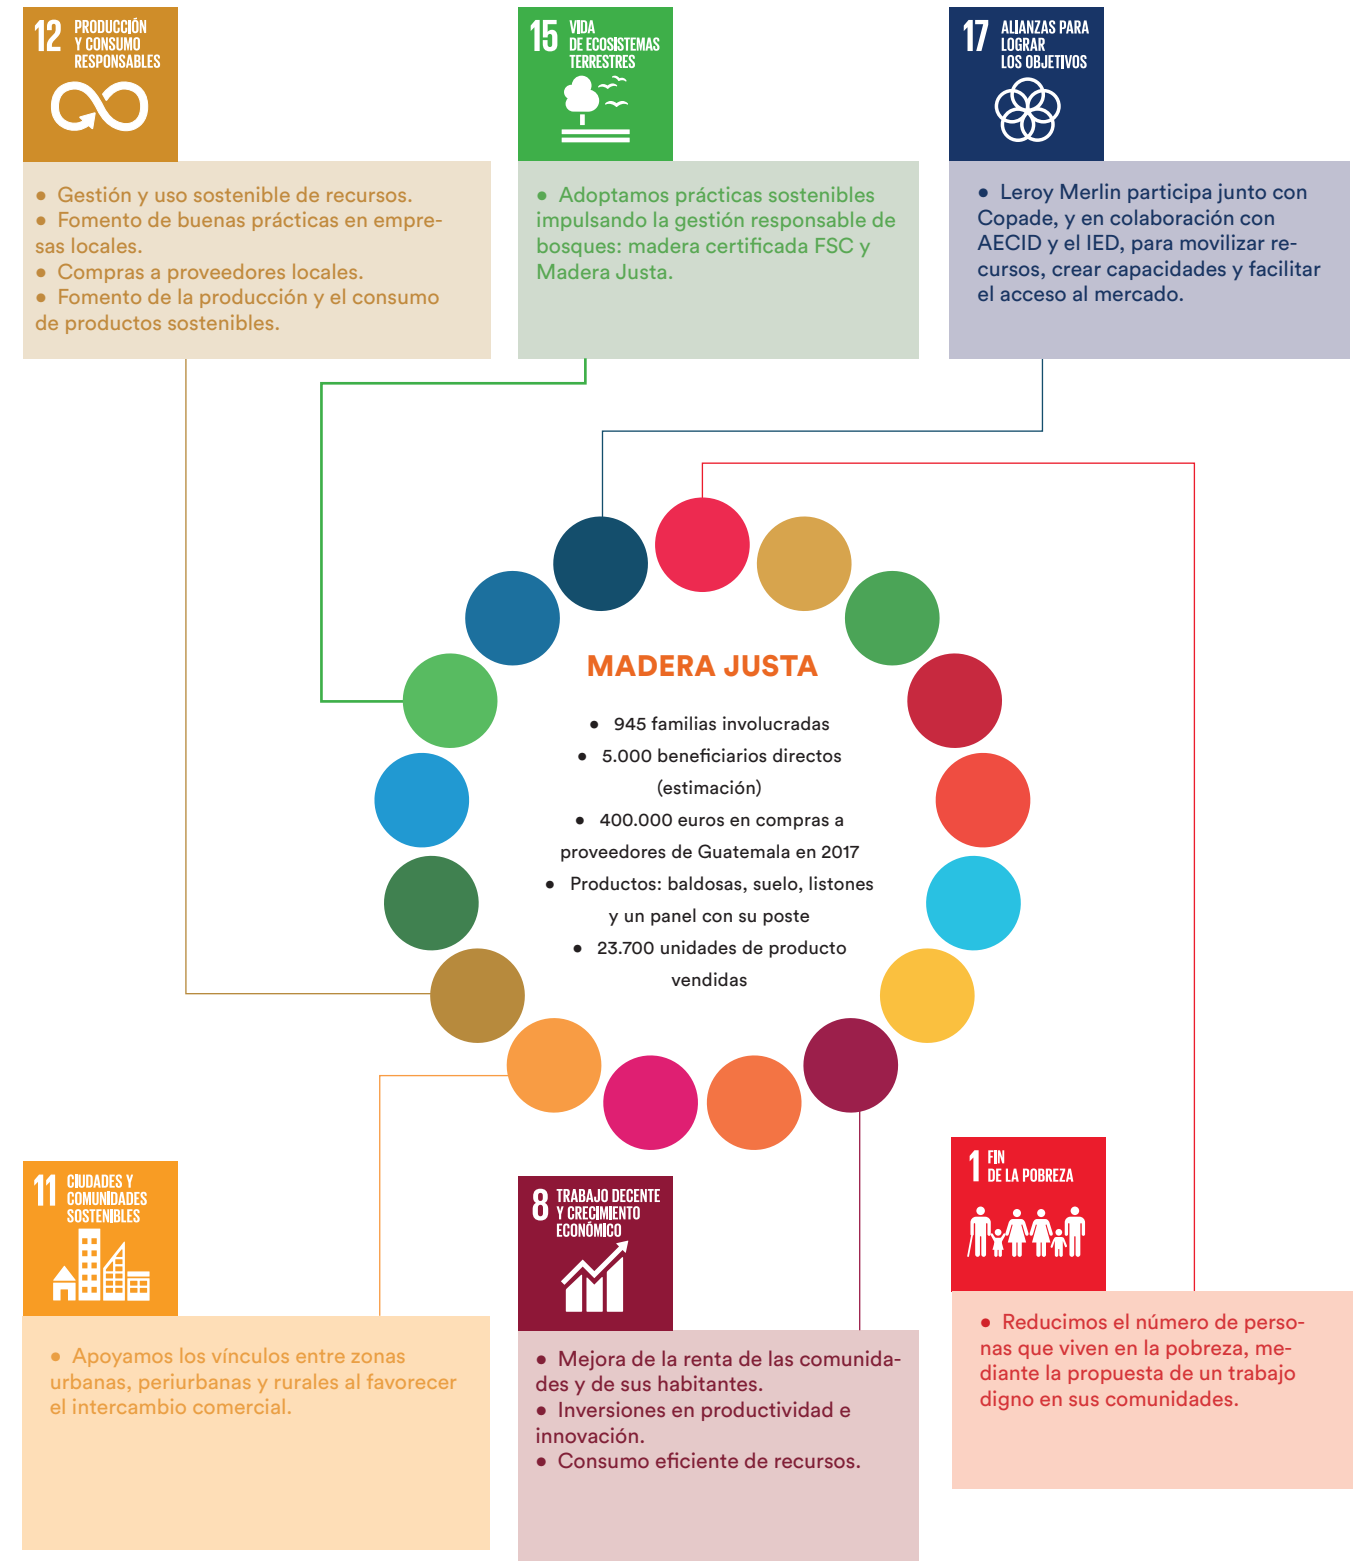 12 PRODUCCIÓN
Y CONSUMO
RESPONSABLES
● Gestión y uso sostenible de recursos.
● Fomento de buenas prácticas en empre-
sas locales.
● Compras a proveedores locales.
● Fomento de la producción y el consumo
de productos sostenibles.
15 VIDA
DE ECOSISTEMAS
TERRESTRES
● Adoptamos prácticas sostenibles
impulsando la gestión responsable de
bosques: madera certificada FSC y
Madera Justa.
17 ALIANZAS PARA
LOGRAR
LOS OBJETIVOS
● Leroy Merlin participa junto con
Copade, y en colaboración con
AECID y el IED, para movilizar re-
cursos, crear capacidades y facilitar
el acceso al mercado.
MADERA JUSTA
● 945 familias involucradas
● 5.000 beneficiarios directos
(estimación)
● 400.000 euros en compras a
proveedores de Guatemala en 2017
● Productos: baldosas, suelo, listones
y un panel con su poste
● 23.700 unidades de producto
vendidas
11 CIUDADES Y
COMUNIDADES
SOSTENIBLES
● Apoyamos los vínculos entre zonas
urbanas, periurbanas y rurales al favorecer
el intercambio comercial.
8 TRABAJO DECENTE
Y CRECIMIENTO
ECONÓMICO
● Mejora de la renta de las comunida-
des y de sus habitantes.
● Inversiones en productividad e
innovación.
● Consumo eficiente de recursos.
1 FIN
DE LA POBREZA
● Reducimos el número de perso-
nas que viven en la pobreza, me-
diante la propuesta de un trabajo
digno en sus comunidades.